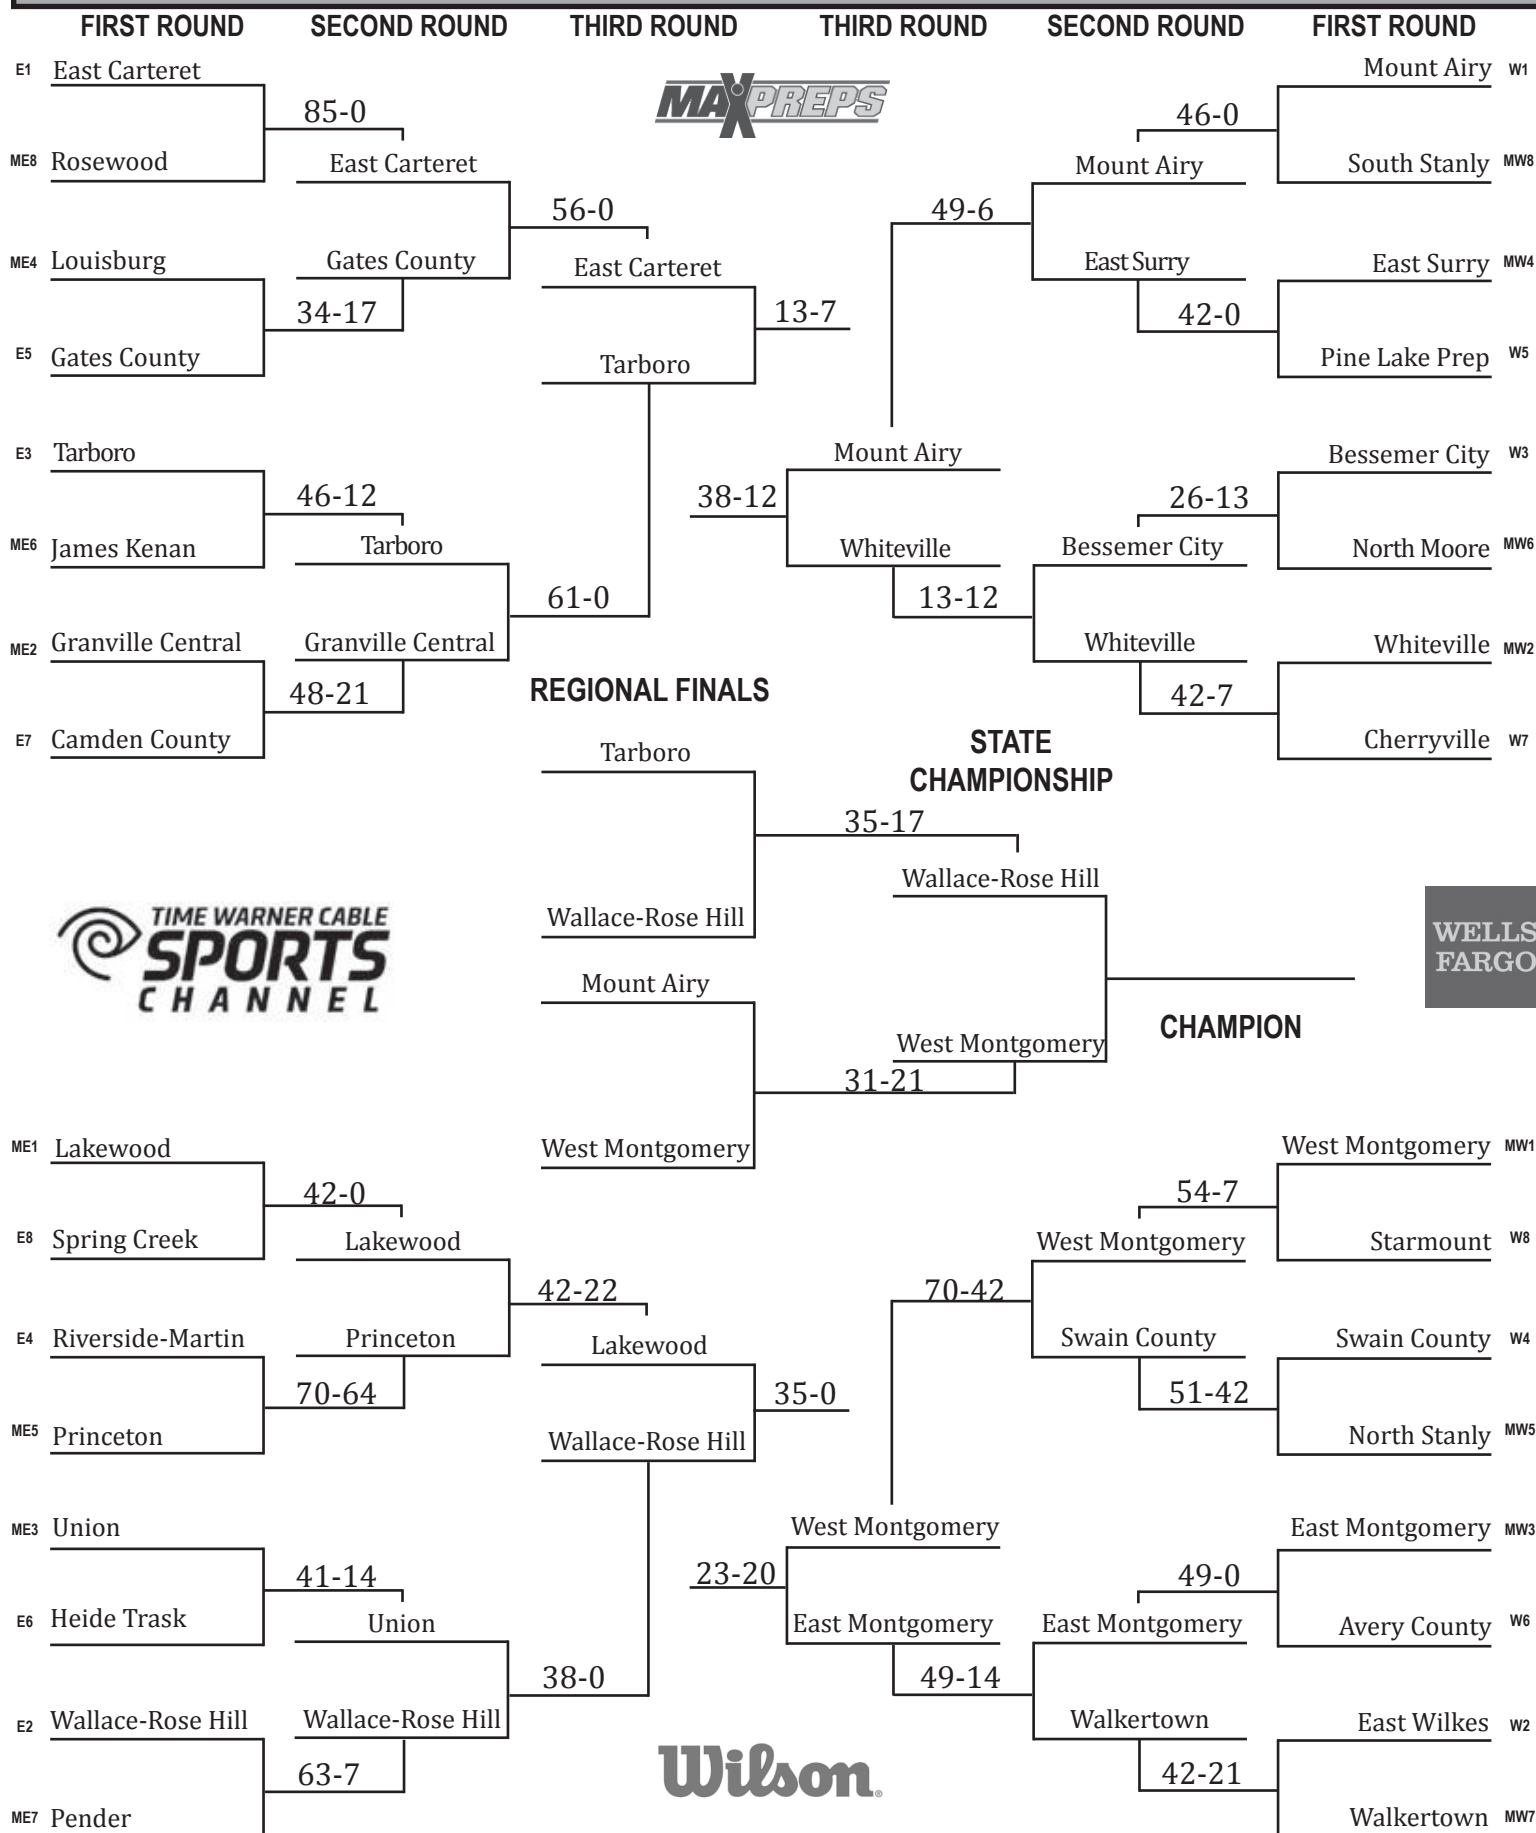 FIRST ROUND SECOND ROUND THIRD ROUND THIRD ROUND SECOND ROUND FIRST ROUND
E1 East Carteret
85-0
ME8 Rosewood
East Carteret
56-0
ME4 Louisburg
Gates County
34-17
E5 Gates County
East Carteret
13-7
Tarboro
E3 Tarboro
46-12
ME6 James Kenan
Tarboro
61-0
ME2 Granville Central
Granville Central
48-21
E7 Camden County
MAXPREPS
Mount Airy W1
46-0
South Stanly MW8
Mount Airy
49-6
East Surry MW4
East Surry
42-0
Pine Lake Prep W5
Mount Airy
38-12
Whiteville
Bessemer City W3
26-13
North Moore MW6
Bessemer City
13-12
Whiteville MW2
Whiteville
42-7
Cherryville W7
REGIONAL FINALS
Tarboro
35-17
Wallace-Rose Hill
Mount Airy
31-21
West Montgomery
STATE
CHAMPIONSHIP
Wallace-Rose Hill
West Montgomery
CHAMPION
TIME WARNER CABLE
SPORTS
CHANNEL
WELLS
FARGO
ME1 Lakewood
42-0
E8 Spring Creek
Lakewood
42-22
E4 Riverside-Martin
Princeton
70-64
ME5 Princeton
Lakewood
35-0
Wallace-Rose Hill
ME3 Union
41-14
E6 Heide Trask
Union
38-0
E2 Wallace-Rose Hill
Wallace-Rose Hill
63-7
ME7 Pender
West Montgomery MW1
54-7
Starmount W8
West Montgomery
70-42
Swain County W4
Swain County
51-42
North Stanly MW5
West Montgomery
23-20
East Montgomery
East Montgomery MW3
49-0
Avery County W6
East Montgomery
49-14
East Wilkes W2
Walkertown
42-21
Walkertown MW7
Wilson®